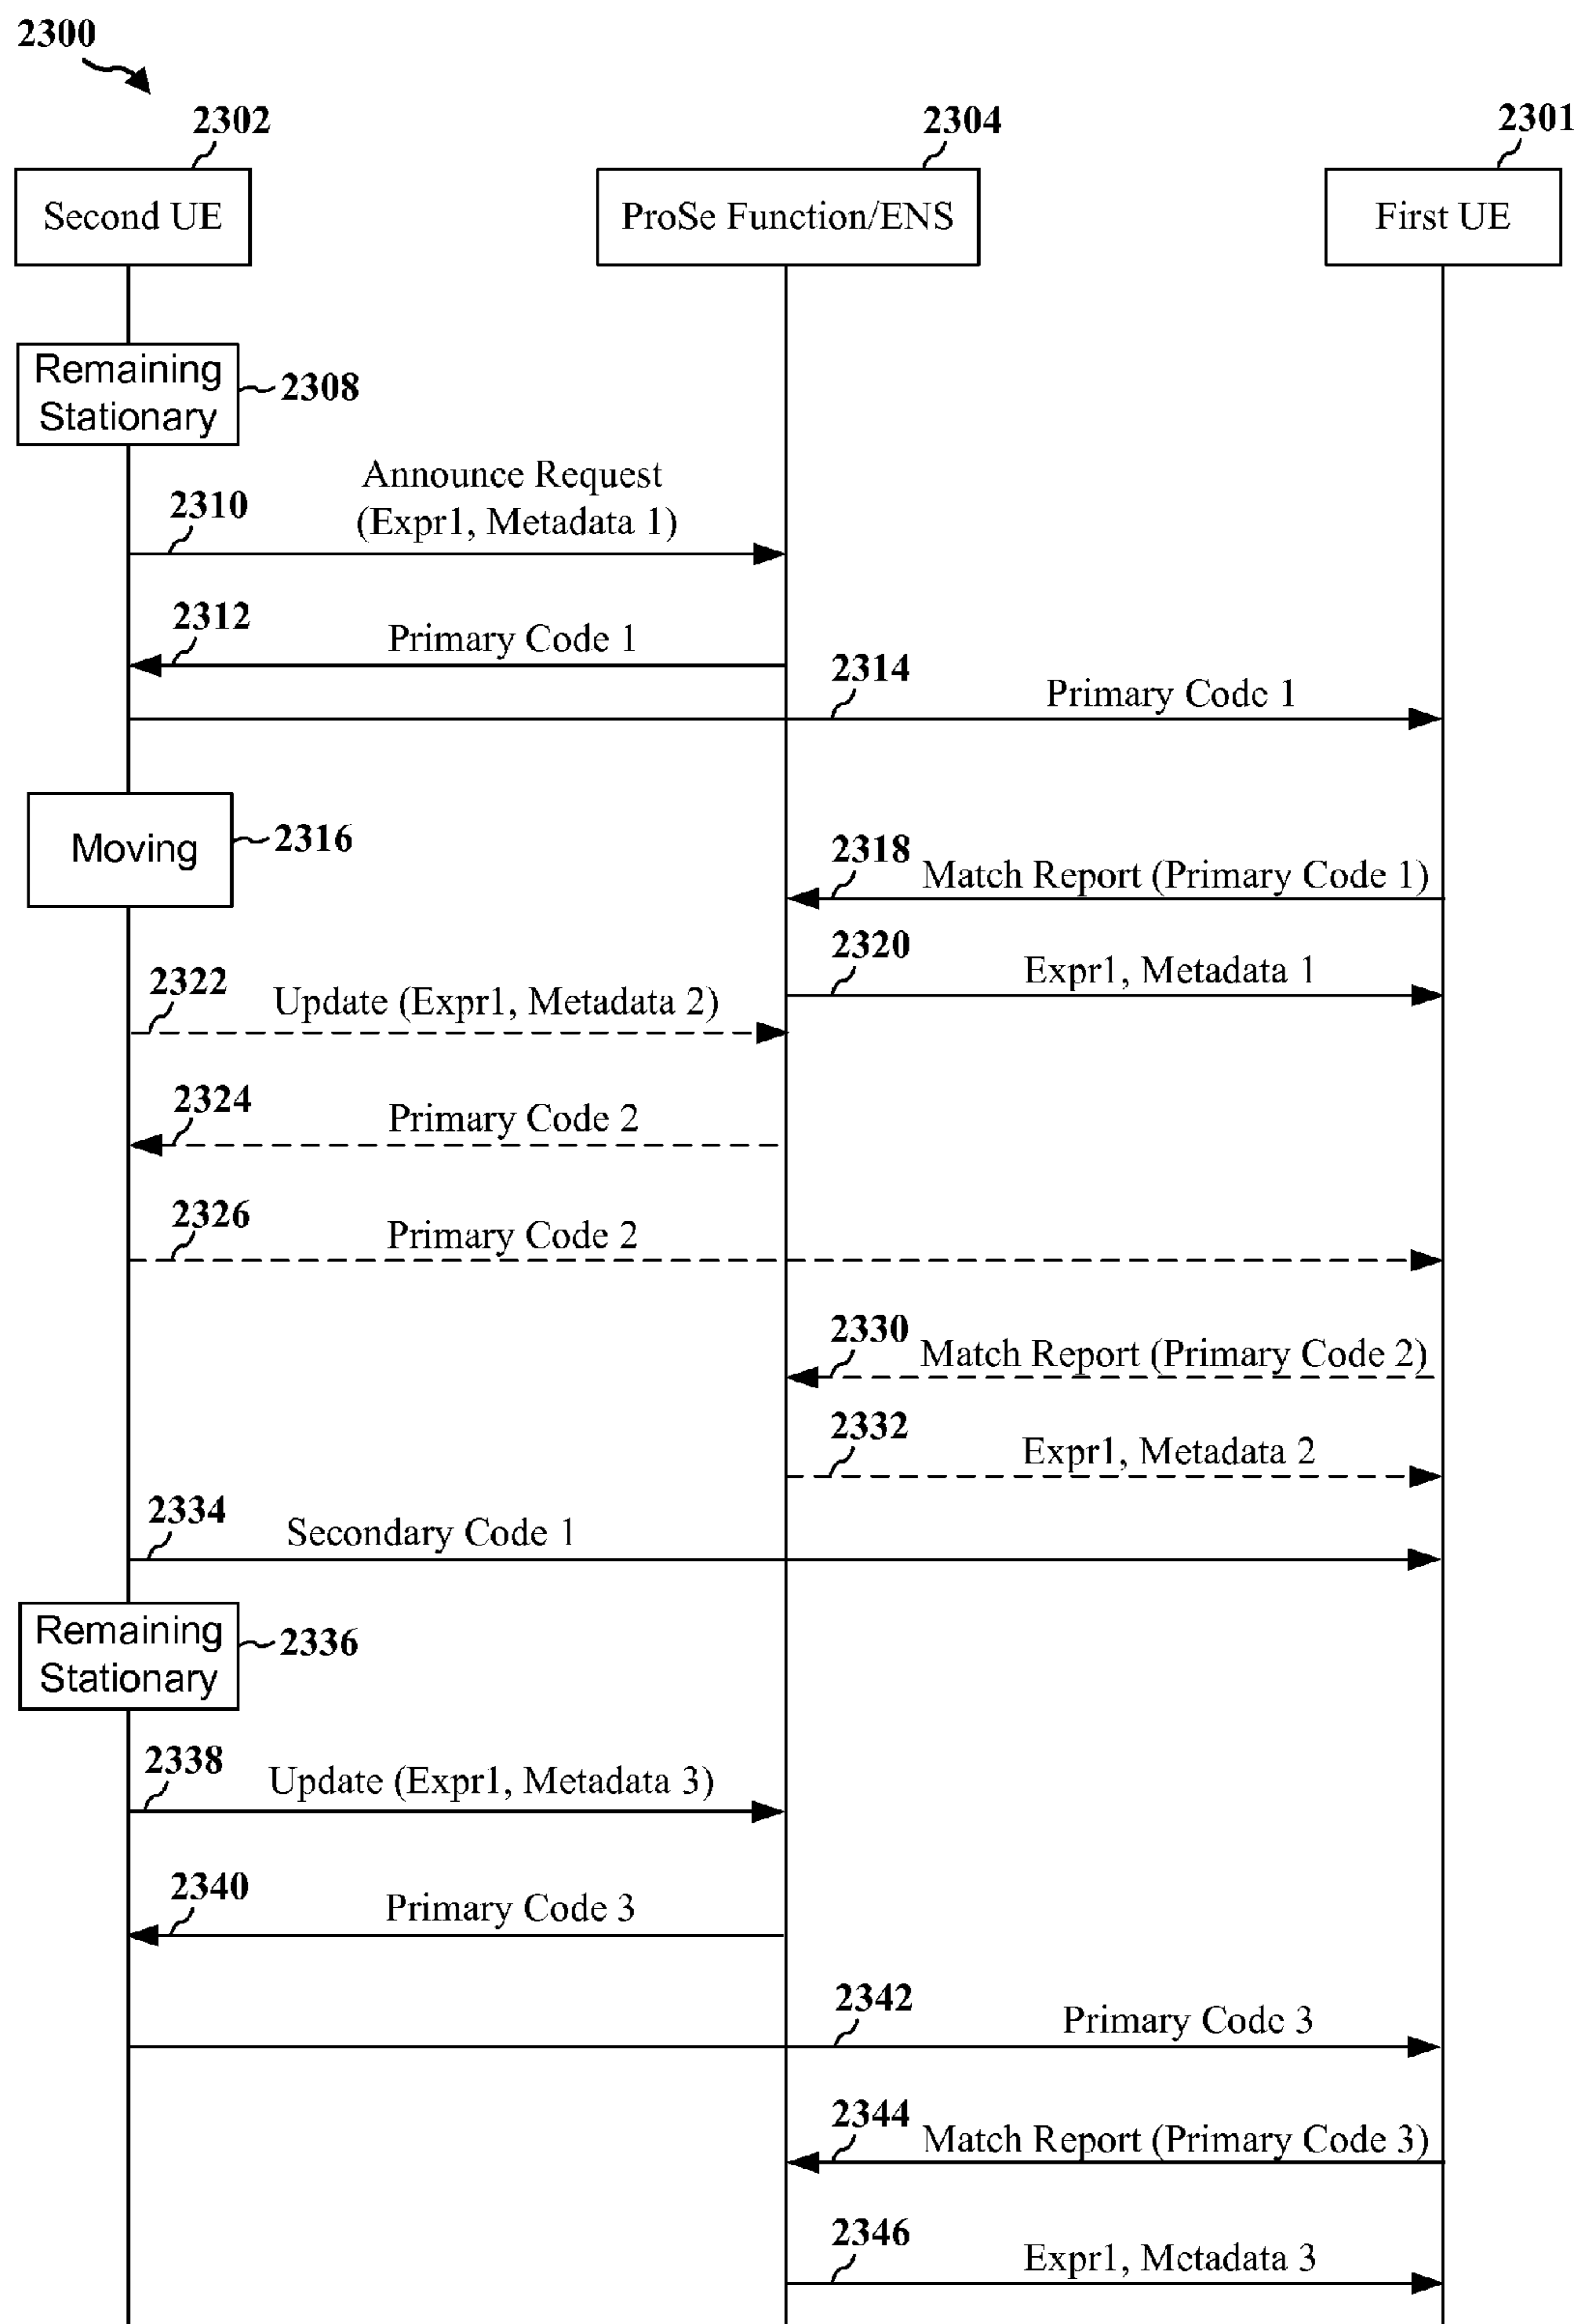 2300
2302
2304
2301
Second UE
ProSe Function/ENS
First UE
Remaining
Stationary
2308
Announce Request
2310
(Expr1, Metadata 1)
2312
Primary Code 1
2314
Primary Code 1
Moving
2316
2318
Match Report (Primary Code 1)
2320
Expr1, Metadata 1
2322
Update (Expr1, Metadata 2)
2324
Primary Code 2
2326
Primary Code 2
2330
Match Report (Primary Code 2)
2332
Expr1, Metadata 2
2334
Secondary Code 1
Remaining
Stationary
2336
2338
Update (Expr1, Metadata 3)
2340
Primary Code 3
2342
Primary Code 3
2344
Match Report (Primary Code 3)
2346
Expr1, Metadata 3